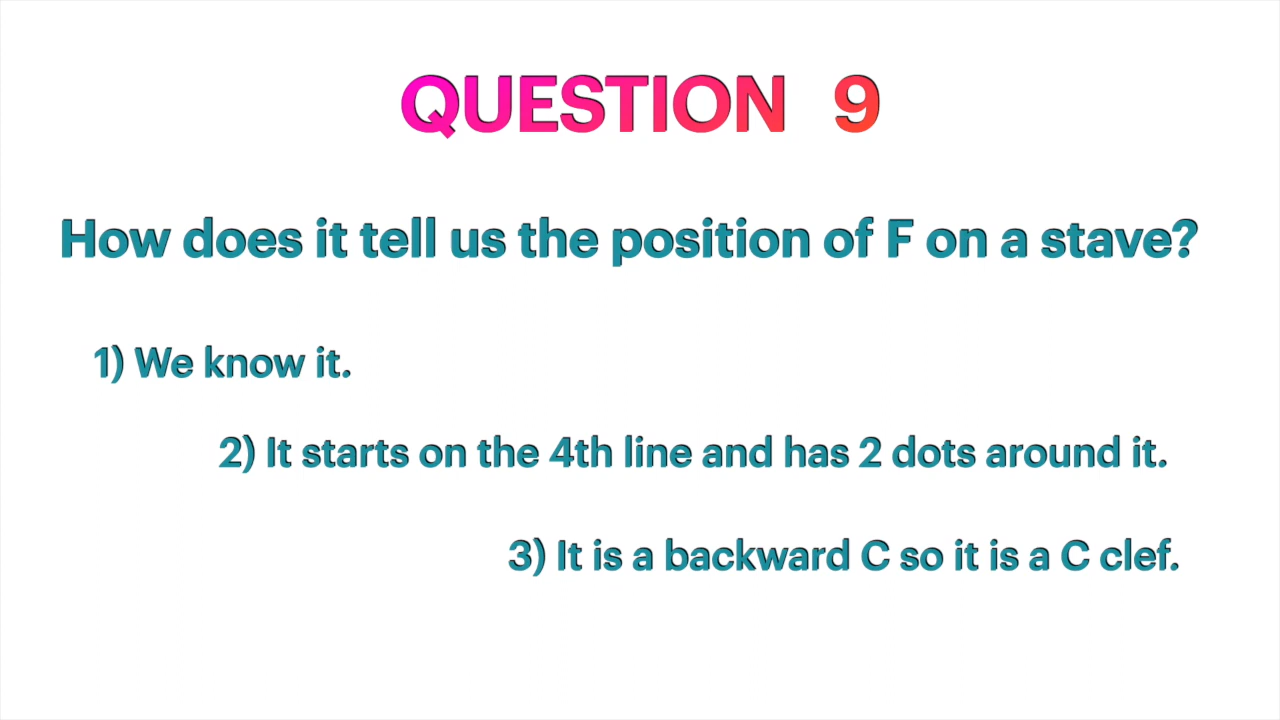 QUESTION 9
How does it tell us the position of F on a stave?
1) We know it.
2) It starts on the 4th line and has 2 dots around it.
3) It is a backward C so it is a C clef.